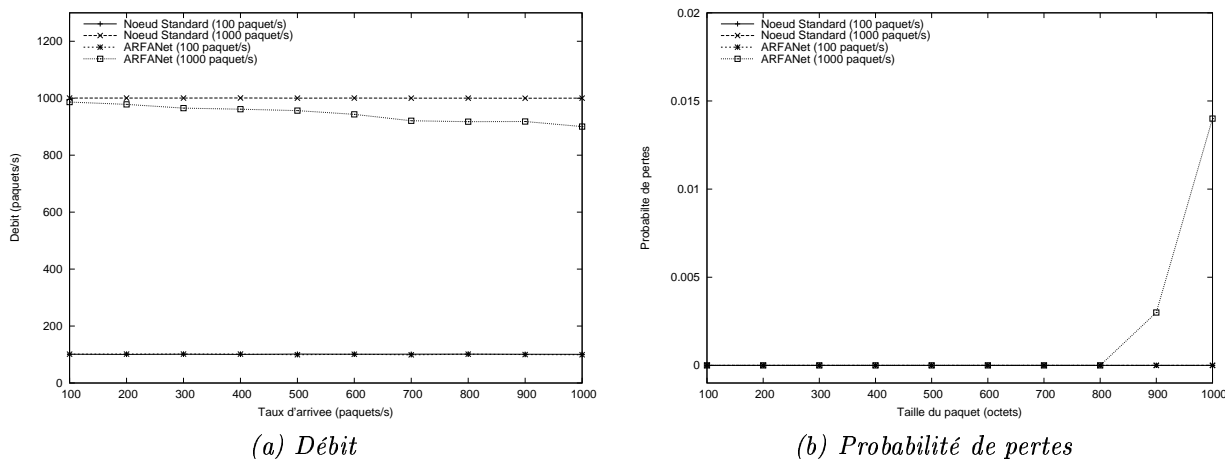 Noeud Standard (100 paquet/s)
Noeud Standard (1000 paquet/s)
ARFANet (100 paquet/s)
ARFANet (1000 paquet/s)
1200
1000
800
600
400
200
0
Debit (paquets/s)
100 200 300 400 500 600 700 800 900 1000
Taux d'arrivee (paquets/s)
(a) Débit
0.02
Noeud Standard (100 paquet/s)
Noeud Standard (1000 paquet/s)
ARFANet (100 paquet/s)
ARFANet (1000 paquet/s)
0.015
0.01
0.005
0
Probabilte de pertes
100 200 300 400 500 600 700 800 900 1000
Taille du paquet (octets)
(b) Probabilité de pertes